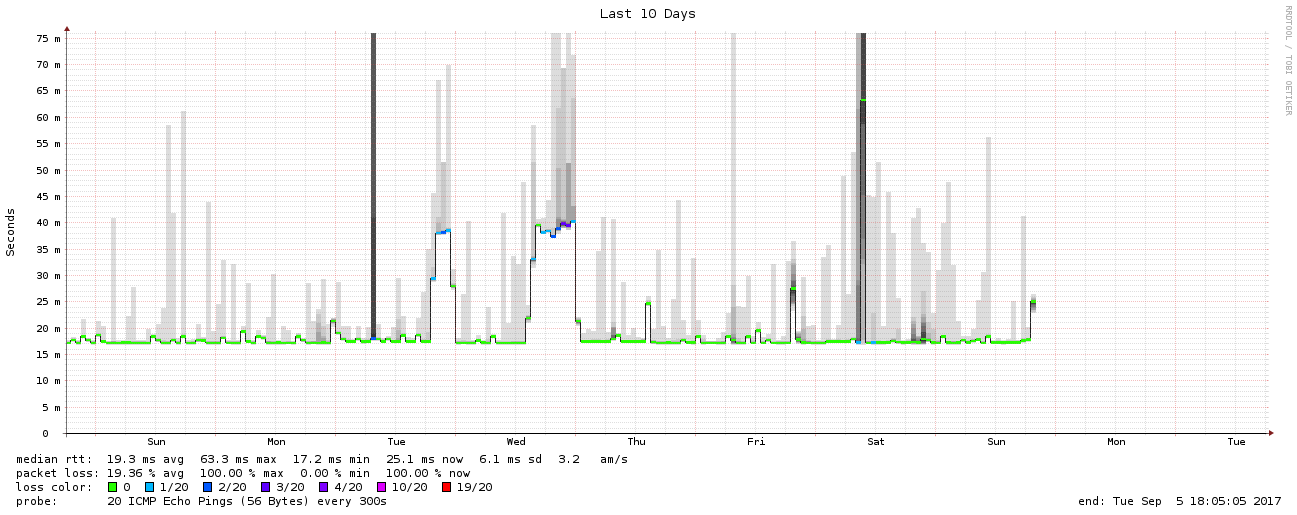 Last 10 Days
RRDTOOL / TOBI OETIKER
Seconds
75 m
70 m
65 m
60 m
55 m
50 m
45 m
40 m
35 m
30 m
25 m
20 m
15 m
10 m
5 m
0
Sun Mon Tue Wed Thu Fri Sat Sun Mon Tue
median rtt: 19.3 ms avg 63.3 ms max 17.2 ms min 25.1 ms now 6.1 ms sd 3.2 am/s
packet loss: 19.36 % avg 100.00 % max 0.00 % min 100.00 % now
loss color: 0 1/20 2/20 3/20 4/20 10/20 19/20
probe: 20 ICMP Echo Pings (56 Bytes) every 300s end: Tue Sep 5 18:05:05 2017